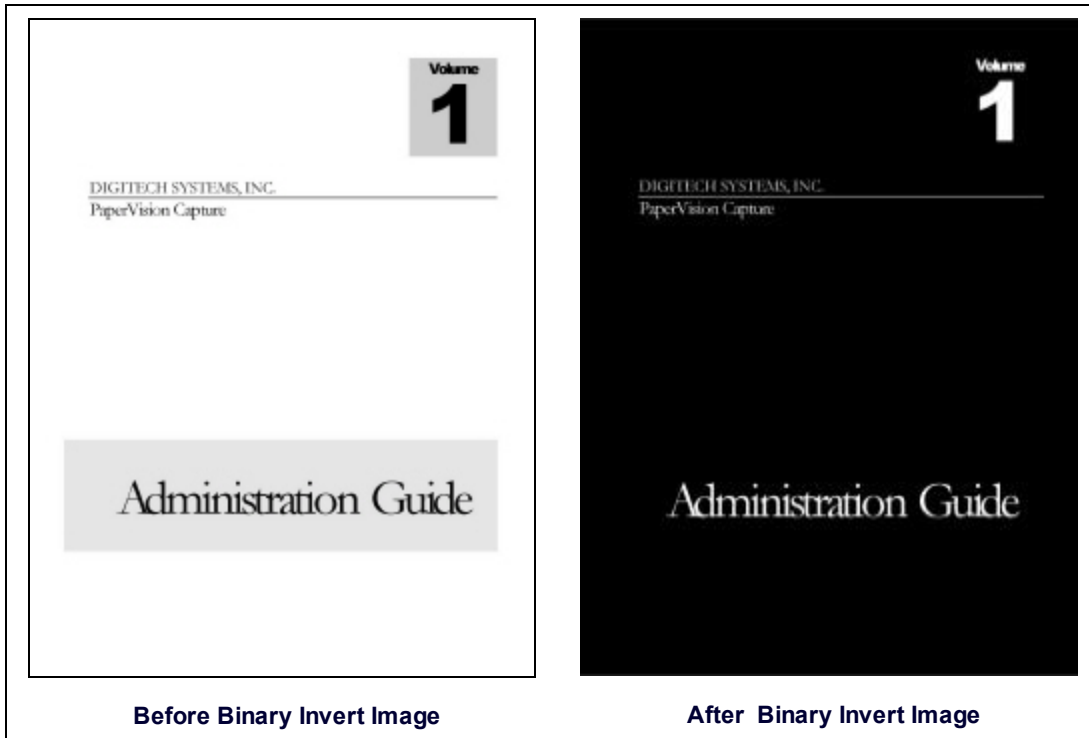 Volume
1
DIGITECH SYSTEMS, INC.
PaperVision Capture
Administration Guide
Before Binary Invert Image
Volume
1
DIGITECH SYSTEMS, INC.
PaperVision Capture
Administration Guide
After Binary Invert Image